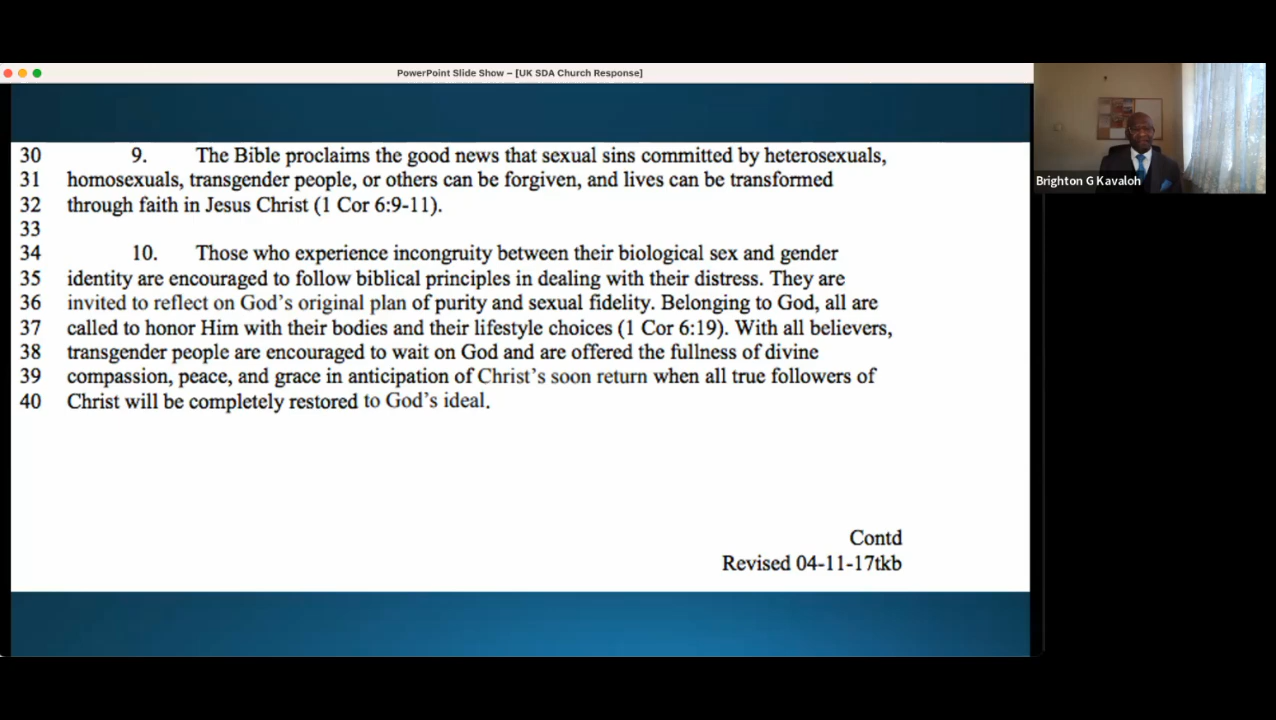 PowerPoint Slide Show – [UK SDA Church Response]
30 9. The Bible proclaims the good news that sexual sins committed by heterosexuals,
31 homosexuals, transgender people, or others can be forgiven, and lives can be transformed
32 through faith in Jesus Christ (1 Cor 6:9-11).
33
34 10. Those who experience incongruity between their biological sex and gender
35 identity are encouraged to follow biblical principles in dealing with their distress. They are
36 invited to reflect on God’s original plan of purity and sexual fidelity. Belonging to God, all are
37 called to honor Him with their bodies and their lifestyle choices (1 Cor 6:19). With all believers,
38 transgender people are encouraged to wait on God and are offered the fullness of divine
39 compassion, peace, and grace in anticipation of Christ’s soon return when all true followers of
40 Christ will be completely restored to God’s ideal.
Contd
Revised 04-11-17tkb
Brighton G Kavaloh